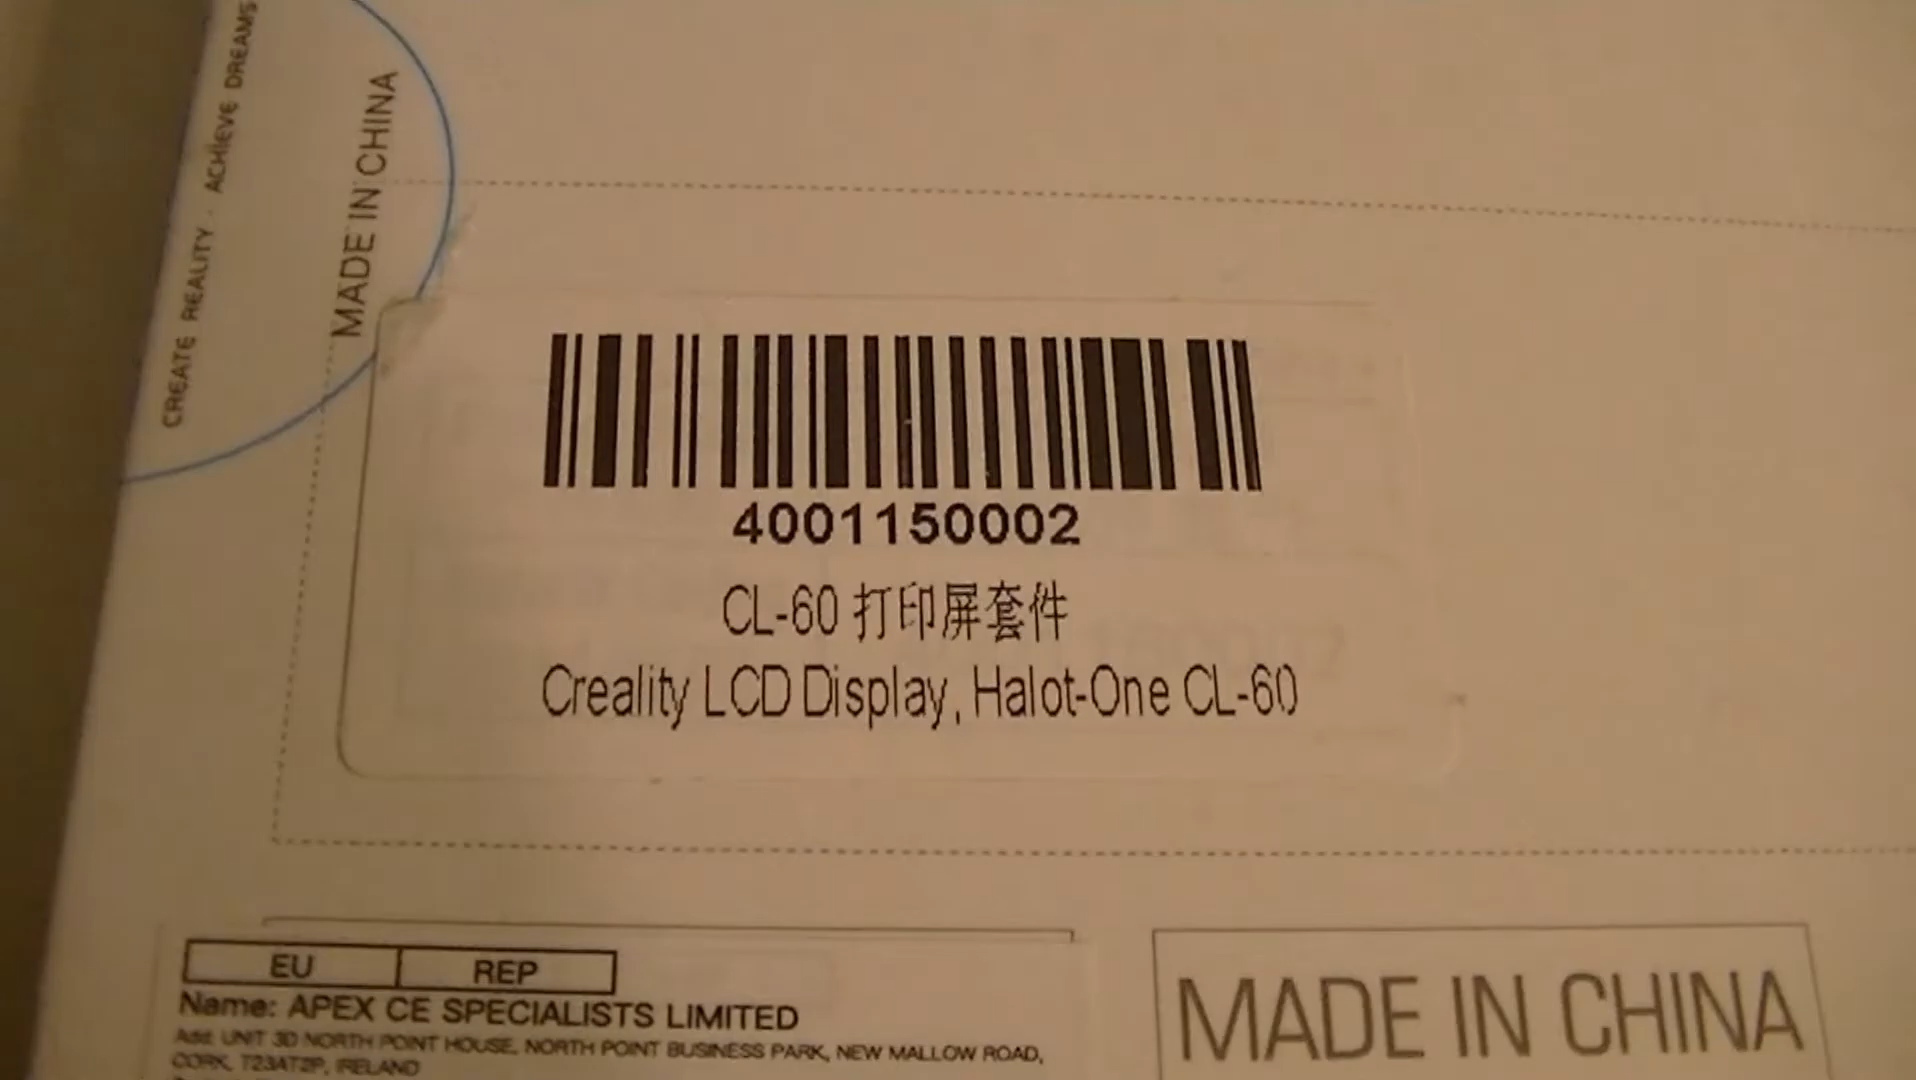 CREATE REALITY · ACHIEVE DREAMS
MADE IN CHINA
4001150002
CL-60 打印屏套件
Creality LCD Display, Halot-One CL-60
EU REP
Name: APEX CE SPECIALISTS LIMITED
Add: UNIT 3D NORTH POINT HOUSE, NORTH POINT BUSINESS PARK, NEW MALLOW ROAD,
CORK, T23AT2P, IRELAND
MADE IN CHINA